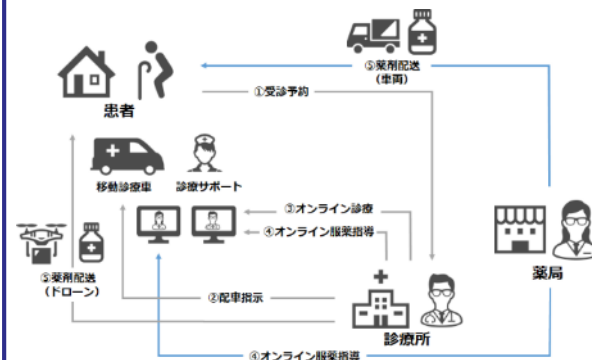 ⑤薬剤配送
(車両)
①受診予約
患者
移動診療車
診療サポート
③オンライン診療
④オンライン服薬指導
薬局
⑤薬剤配送
(ドローン)
②配車指示
診療所
④オンライン服薬指導